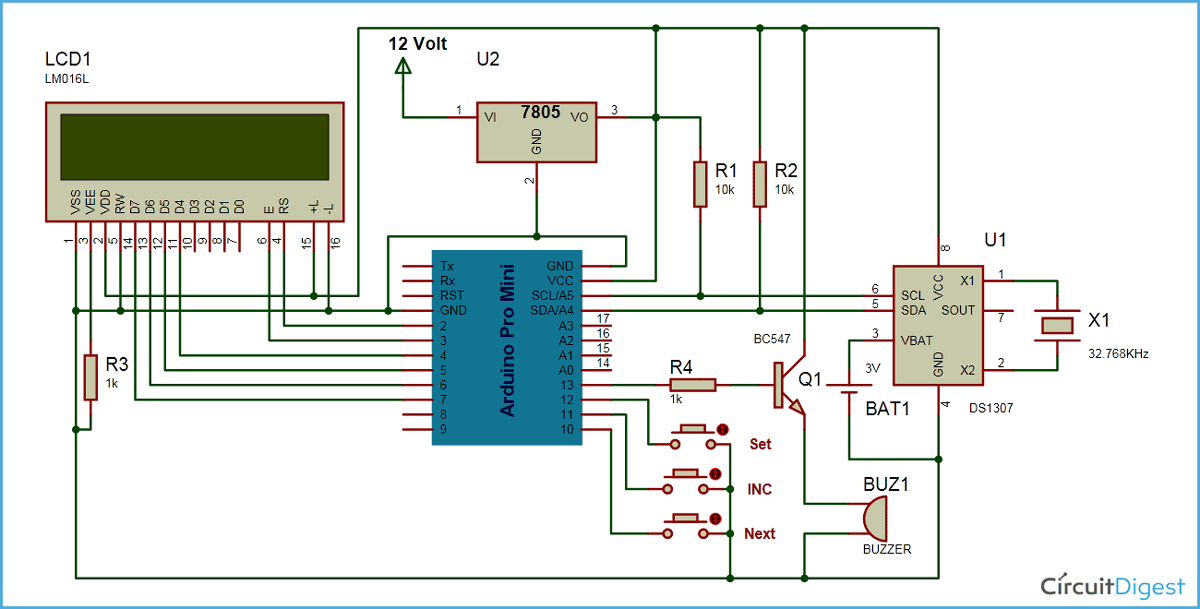 12 Volt
LCD1
LM016L
U2
1
VI
7805
VO
3
GND
2
VSS
VEE
VDD
RW
D7
D6
D5
D4
D3
D2
D1
D0
E
RS
+L
-L
1
3
2
5
14
13
12
11
10
9
8
7
6
4
15
16
R1
10k
R2
10k
R3
1k
Arduino Pro Mini
Tx
Rx
RST
GND
2
3
4
5
6
7
8
9
GND
VCC
SCL/A5
SDA/A4
A3
A2
A1
A0
13
12
11
10
17
16
15
14
R4
1k
BC547
Q1
Set
INC
Next
U1
8
6
5
3
SCL
SDA
VBAT
VCC
GND
X1
SOUT
X2
1
7
2
4
DS1307
X1
32.768KHz
3V
BAT1
BUZ1
BUZZER
CircuitDigest